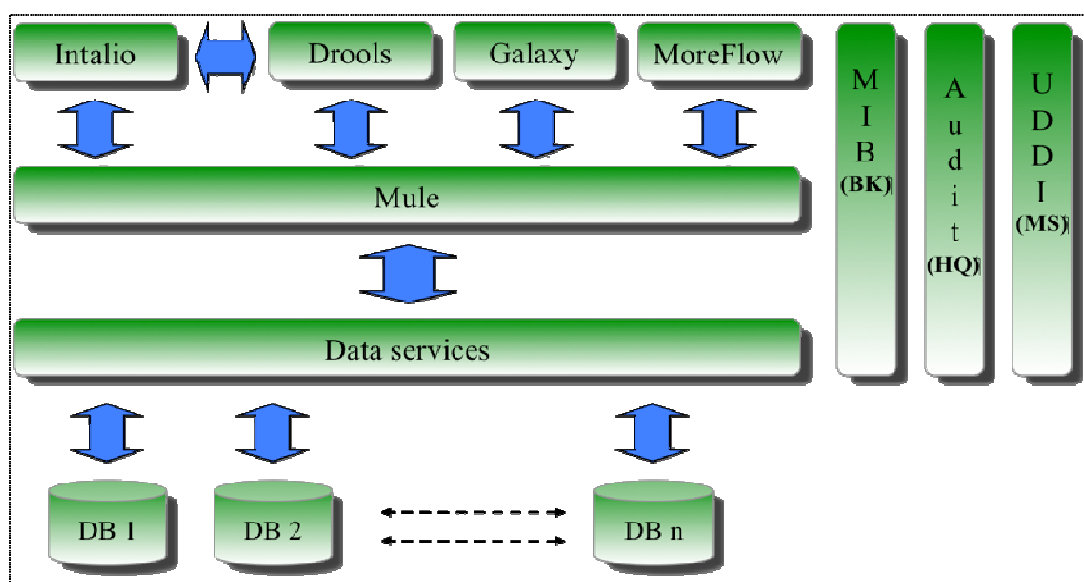 Intalio
Drools
Galaxy
MoreFlow
Mule
Data services
DB 1
DB 2
DB n
M
I
B
(BK)
A
u
d
i
t
(HQ)
U
D
D
I
(MS)